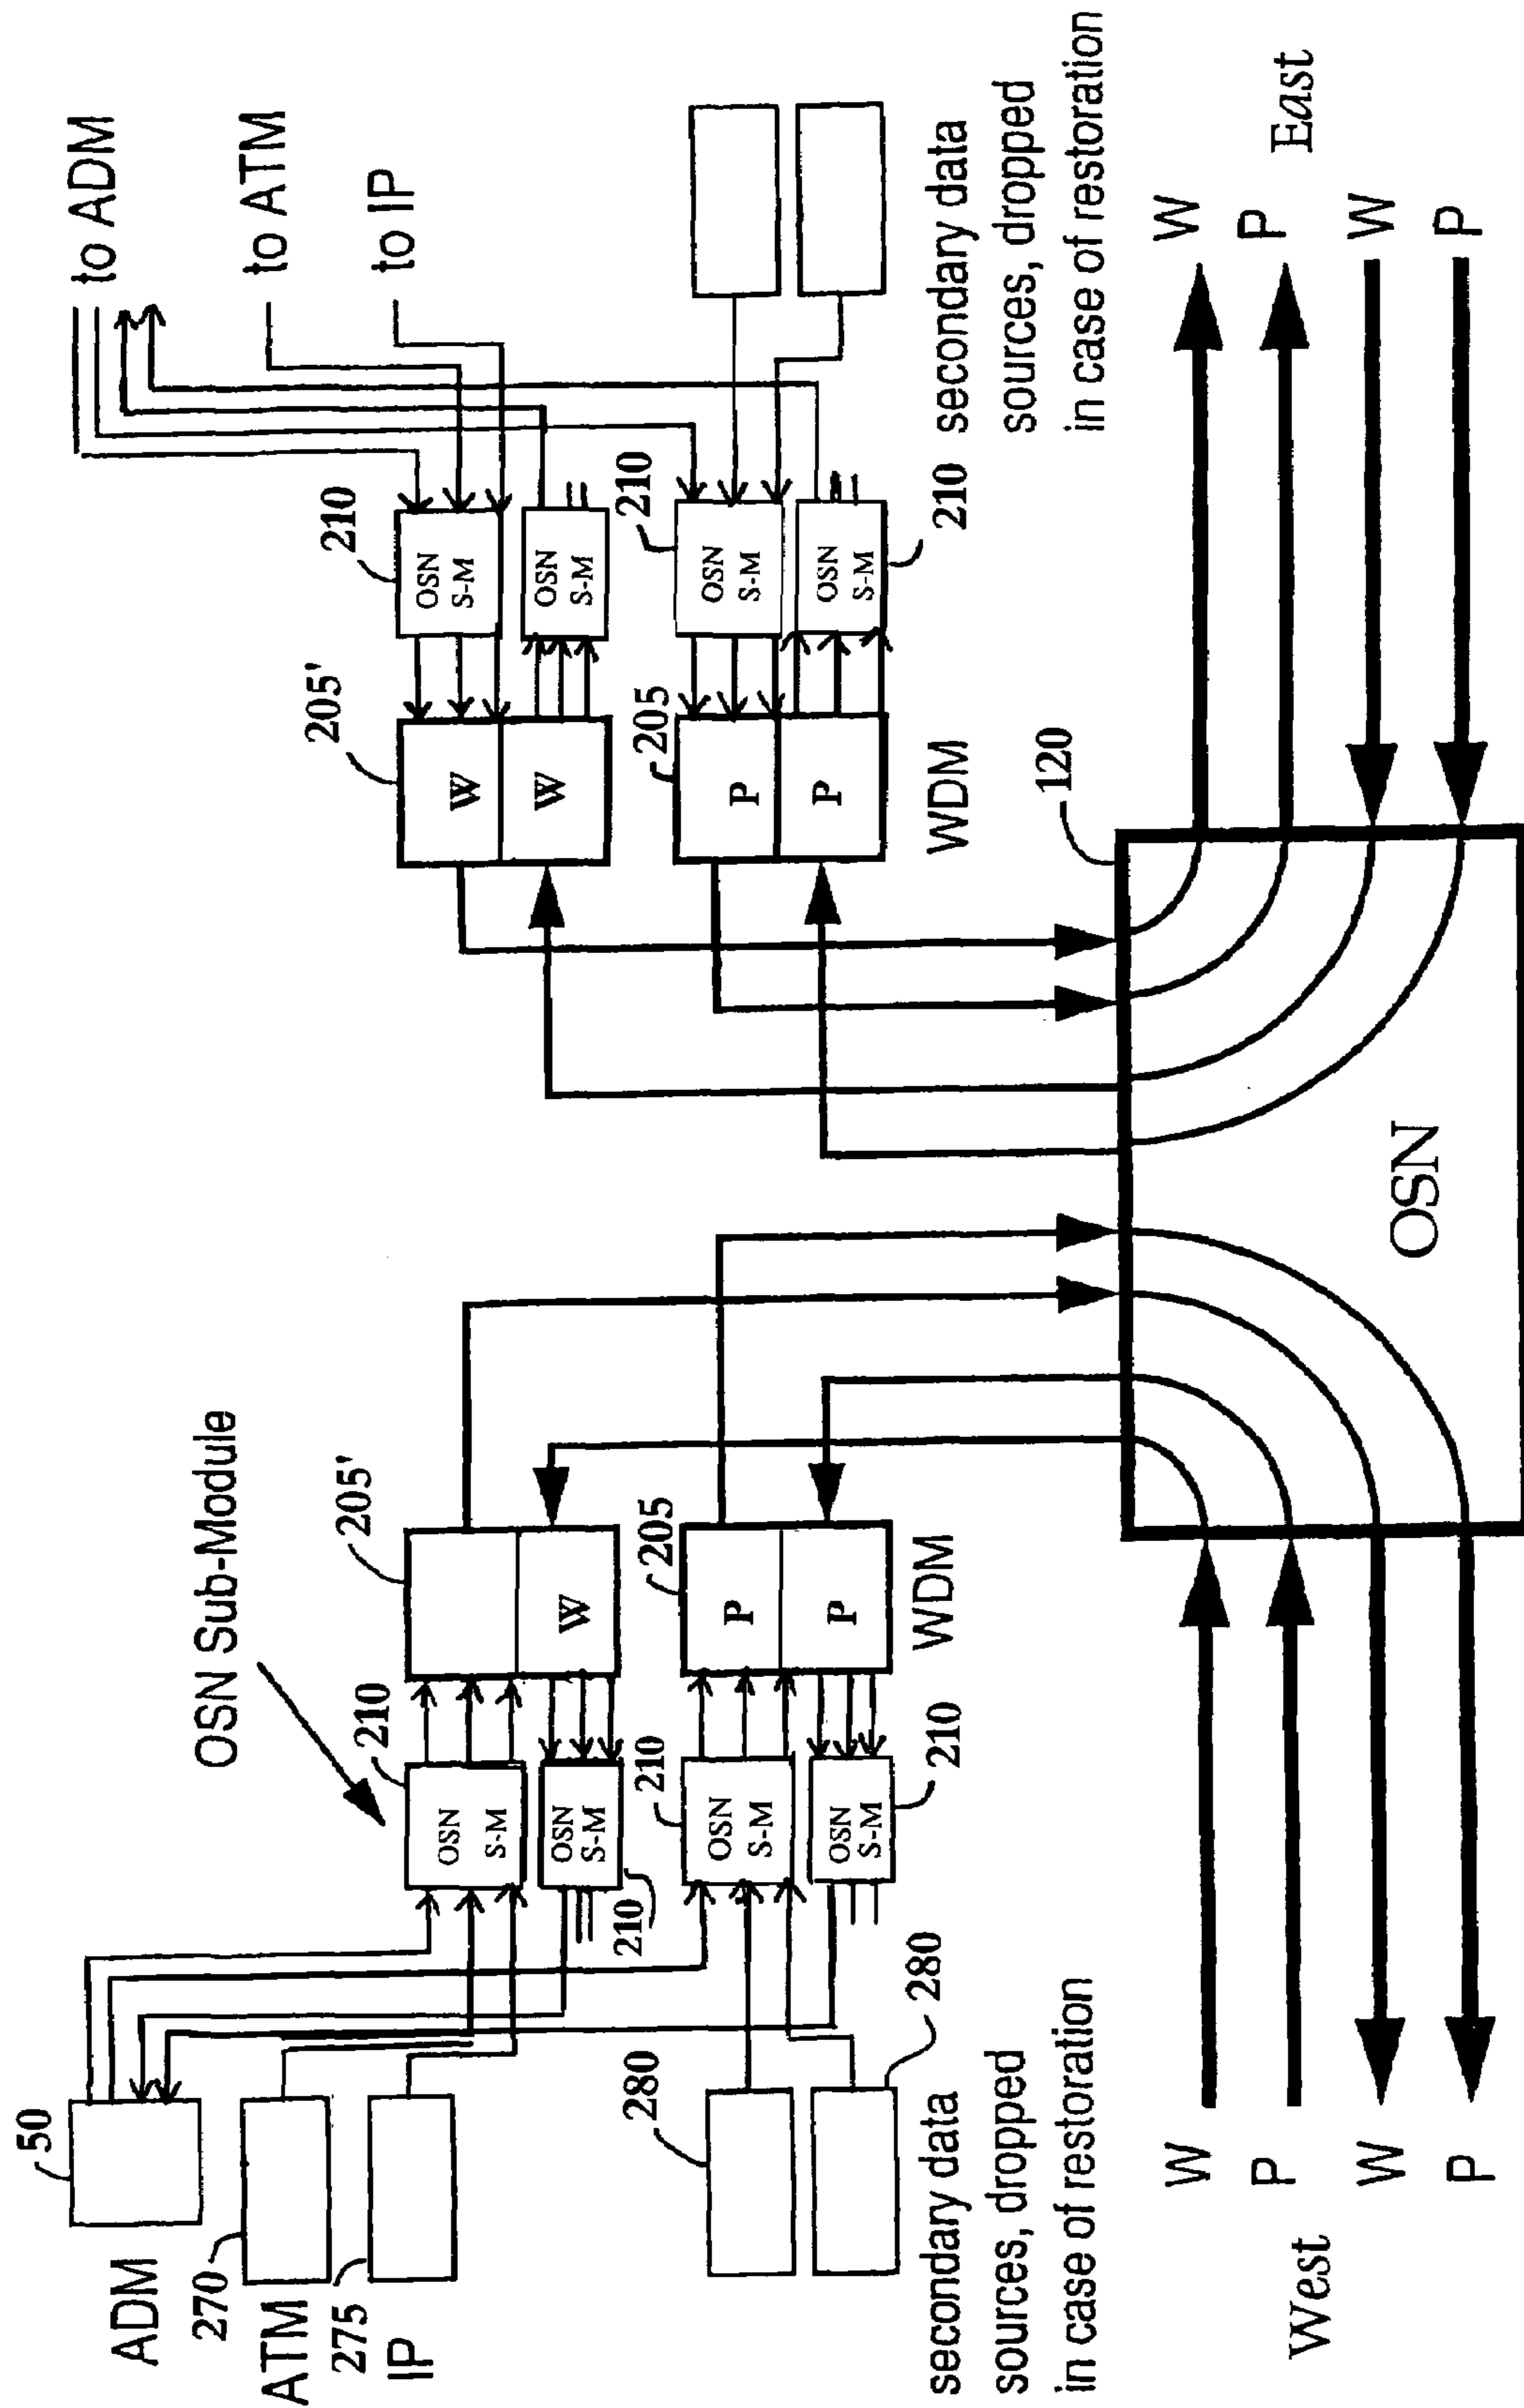 50
ADM
270
ATM
275
IP
280
280
secondary data
sources, dropped
in case of restoration
OSN Sub-Module
210
OSN
S-M
OSN
S-M
210
210
OSN
S-M
OSN
S-M
210
205'
W
205
P
P
WDM
205'
W
W
205
P
P
WDM
210
OSN
S-M
OSN
S-M
210
OSN
S-M
OSN
S-M
210
to ADM
to ATM
to IP
secondary data
sources, dropped
in case of restoration
120
OSN
W
P
W
P
West
W
P
W
P
East